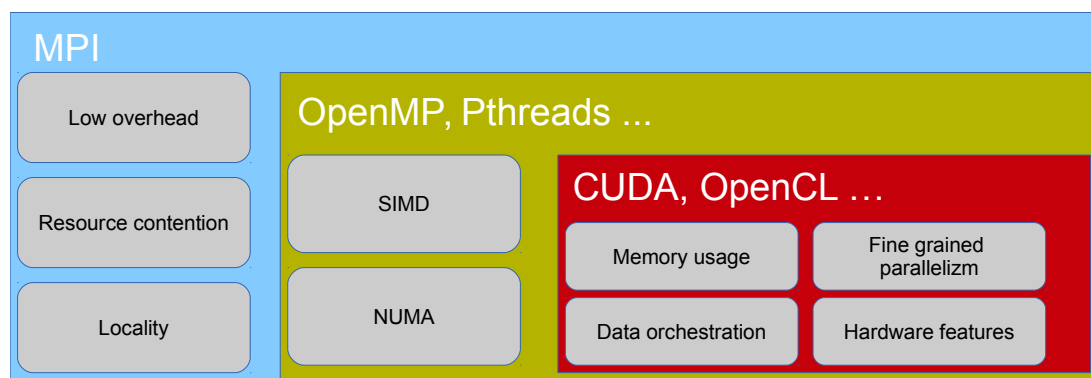 MPI
Low overhead
Resource contention
Locality
OpenMP, Pthreads ...
SIMD
NUMA
CUDA, OpenCL ...
Memory usage
Fine grained
parallelizm
Data orchestration
Hardware features